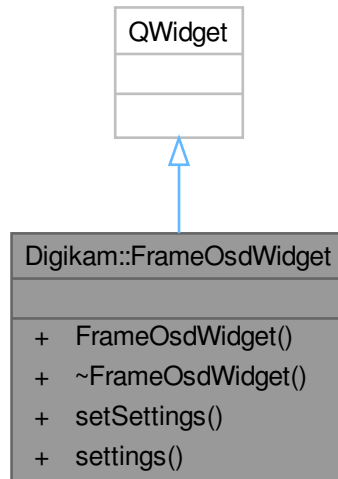 QWidget
Digikam::FrameOsdWidget
+ FrameOsdWidget()
+ ~FrameOsdWidget()
+ setSettings()
+ settings()